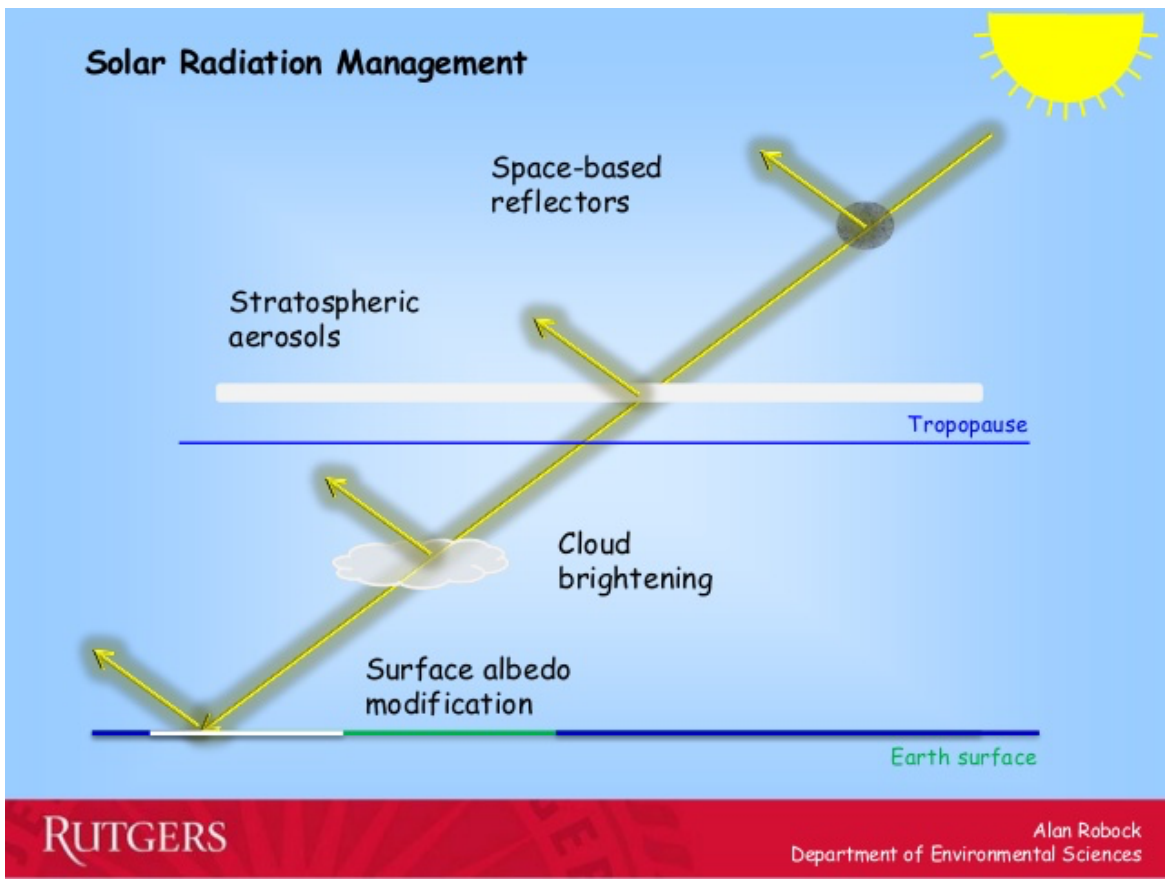 Solar Radiation Management
Space-based
reflectors
Stratospheric
aerosols
Tropopause
Cloud
brightening
Surface albedo
modification
Earth surface
RUTGERS
Alan Robock
Department of Environmental Sciences